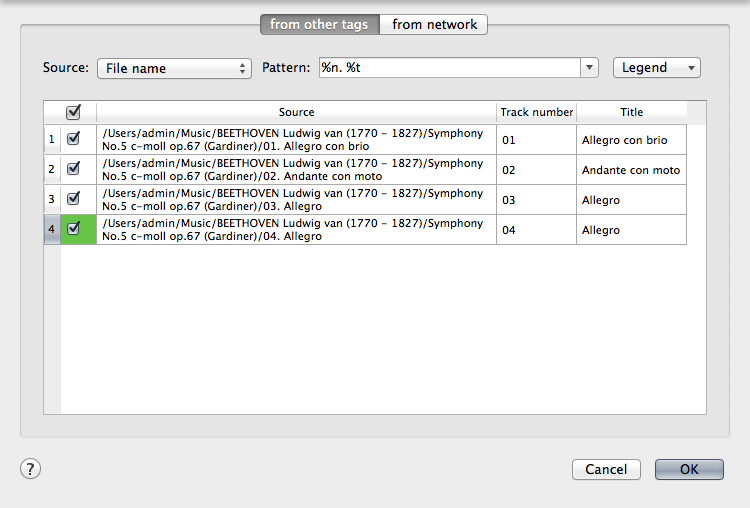 from other tags from network
Source: File name Pattern: %n. %t Legend
Source Track number Title
1 /Users/admin/Music/BEETHOVEN Ludwig van (1770 - 1827)/Symphony
No.5 c-moll op.67 (Gardiner)/01. Allegro con brio 01 Allegro con brio
2 /Users/admin/Music/BEETHOVEN Ludwig van (1770 - 1827)/Symphony
No.5 c-moll op.67 (Gardiner)/02. Andante con moto 02 Andante con moto
3 /Users/admin/Music/BEETHOVEN Ludwig van (1770 - 1827)/Symphony
No.5 c-moll op.67 (Gardiner)/03. Allegro 03 Allegro
4 /Users/admin/Music/BEETHOVEN Ludwig van (1770 - 1827)/Symphony
No.5 c-moll op.67 (Gardiner)/04. Allegro 04 Allegro
? Cancel OK